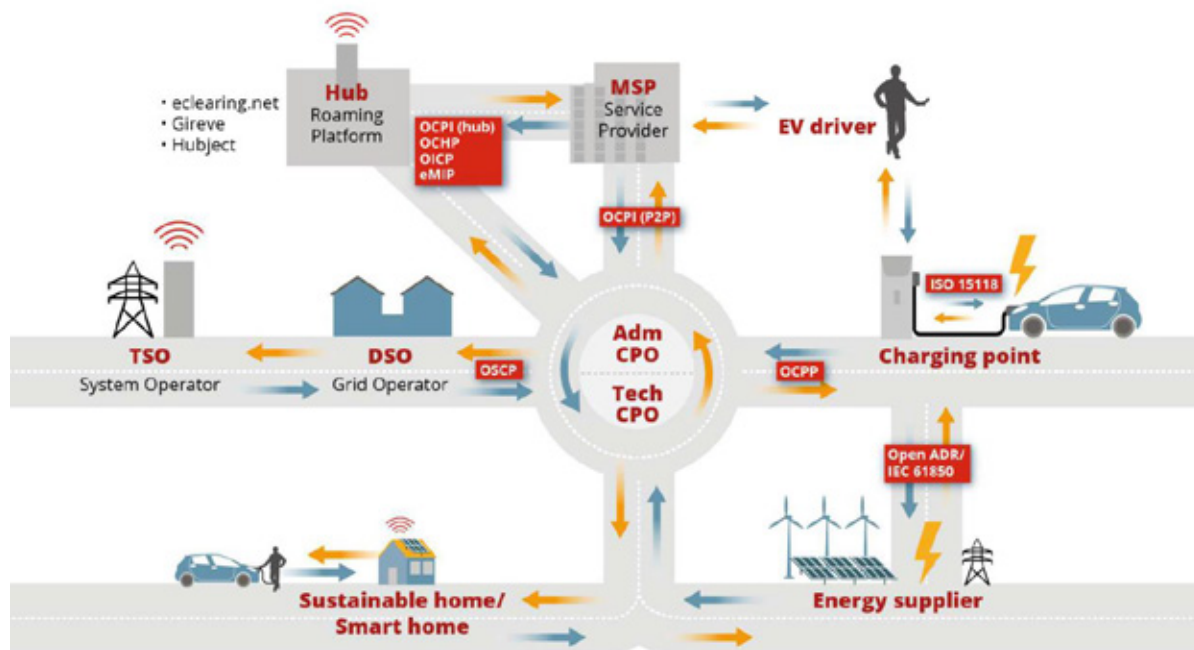 Hub
Roaming
Platform
• eclearing.net
• Gireve
• Hubject
OCPI (hub)
OCHP
OICP
eMIP
MSP
Service
Provider
EV driver
OCPI (P2P)
ISO 15118
TSO
System Operator
DSO
Grid Operator
OSCP
Adm
CPO
Tech
CPO
OCPP
Charging point
Open ADR/
IEC 61850
Sustainable home/
Smart home
Energy supplier